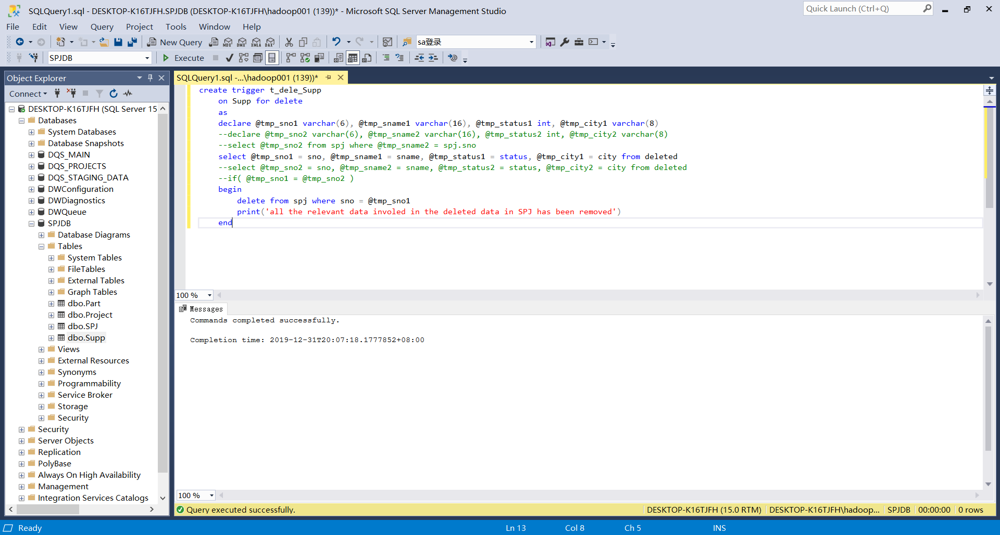 SQLQuery1.sql - DESKTOP-K16TJFH.SPJDB (DESKTOP-K16TJFH\hadoop001 (139))* - Microsoft SQL Server Management Studio
Quick Launch (Ctrl+Q)
File Edit View Query Project Tools Window Help
New Query MDX DMX XMLA DAX sa登录
SPJDB Execute
Object Explorer
Connect
DESKTOP-K16TJFH (SQL Server 15
Databases
System Databases
Database Snapshots
DQS_MAIN
DQS_PROJECTS
DQS_STAGING_DATA
DWConfiguration
DWDiagnostics
DWQueue
SPJDB
Database Diagrams
Tables
System Tables
FileTables
External Tables
Graph Tables
dbo.Part
dbo.Project
dbo.SPJ
dbo.Supp
Views
External Resources
Synonyms
Programmability
Service Broker
Storage
Security
Security
Server Objects
Replication
PolyBase
Always On High Availability
Management
Integration Services Catalogs
SQLQuery1.sql -...\hadoop001 (139))*
create trigger t_dele_Supp
on Supp for delete
as
declare @tmp_sno1 varchar(6), @tmp_sname1 varchar(16), @tmp_status1 int, @tmp_city1 varchar(8)
--declare @tmp_sno2 varchar(6), @tmp_sname2 varchar(16), @tmp_status2 int, @tmp_city2 varchar(8)
--select @tmp_sno2 from spj where @tmp_sname2 = spj.sno
select @tmp_sno1 = sno, @tmp_sname1 = sname, @tmp_status1 = status, @tmp_city1 = city from deleted
--select @tmp_sno2 = sno, @tmp_sname2 = sname, @tmp_status2 = status, @tmp_city2 = city from deleted
--if( @tmp_sno1 = @tmp_sno2 )
begin
delete from spj where sno = @tmp_sno1
print('all the relevant data involed in the deleted data in SPJ has been removed')
end
100 %
Messages
Commands completed successfully.
Completion time: 2019-12-31T20:07:18.1777852+08:00
100 %
Query executed successfully. DESKTOP-K16TJFH (15.0 RTM) DESKTOP-K16TJFH\hadoop... SPJDB 00:00:00 0 rows
Ready Ln 13 Col 8 Ch 5 INS